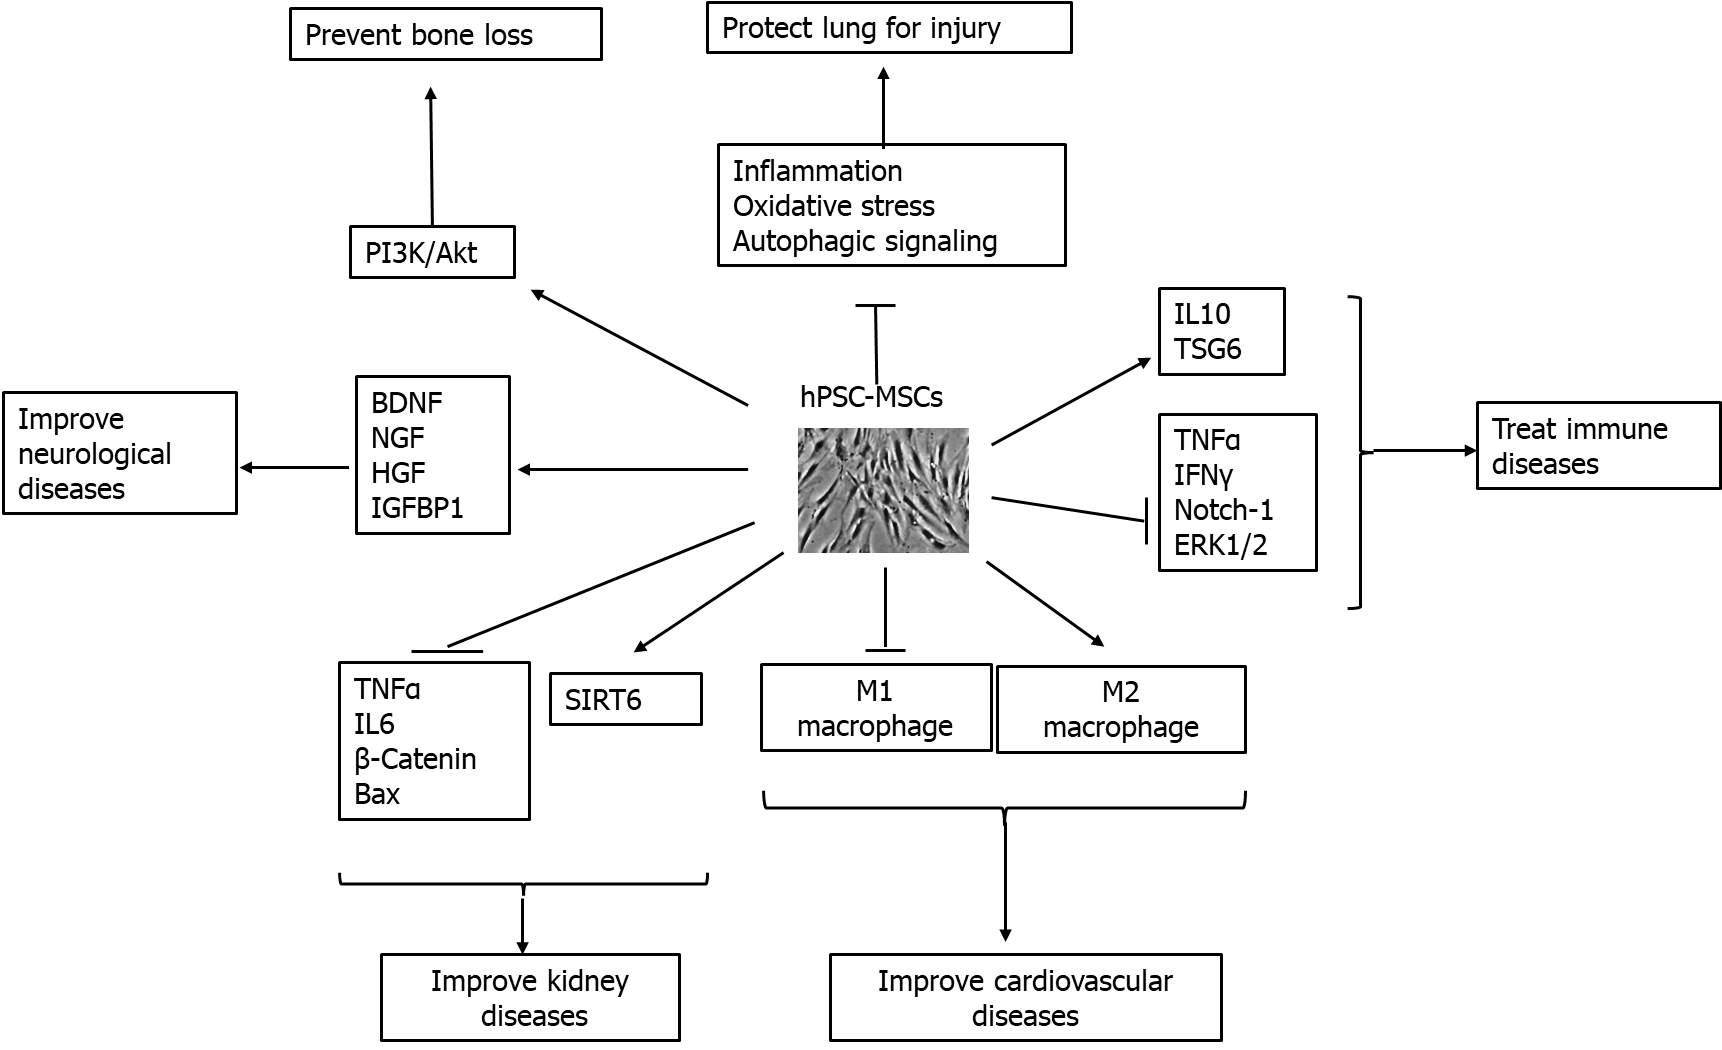 Prevent bone loss
Protect lung for injury
Inflammation
Oxidative stress
Autophagic signaling
PI3K/Akt
IL10
TSG6
hPSC-MSCs
BDNF
NGF
HGF
IGFBP1
Improve
neurological
diseases
TNFα
IFNγ
Notch-1
ERK1/2
Treat immune
diseases
TNFα
IL6
β-Catenin
Bax
SIRT6
M1
macrophage
M2
macrophage
Improve kidney
diseases
Improve cardiovascular
diseases